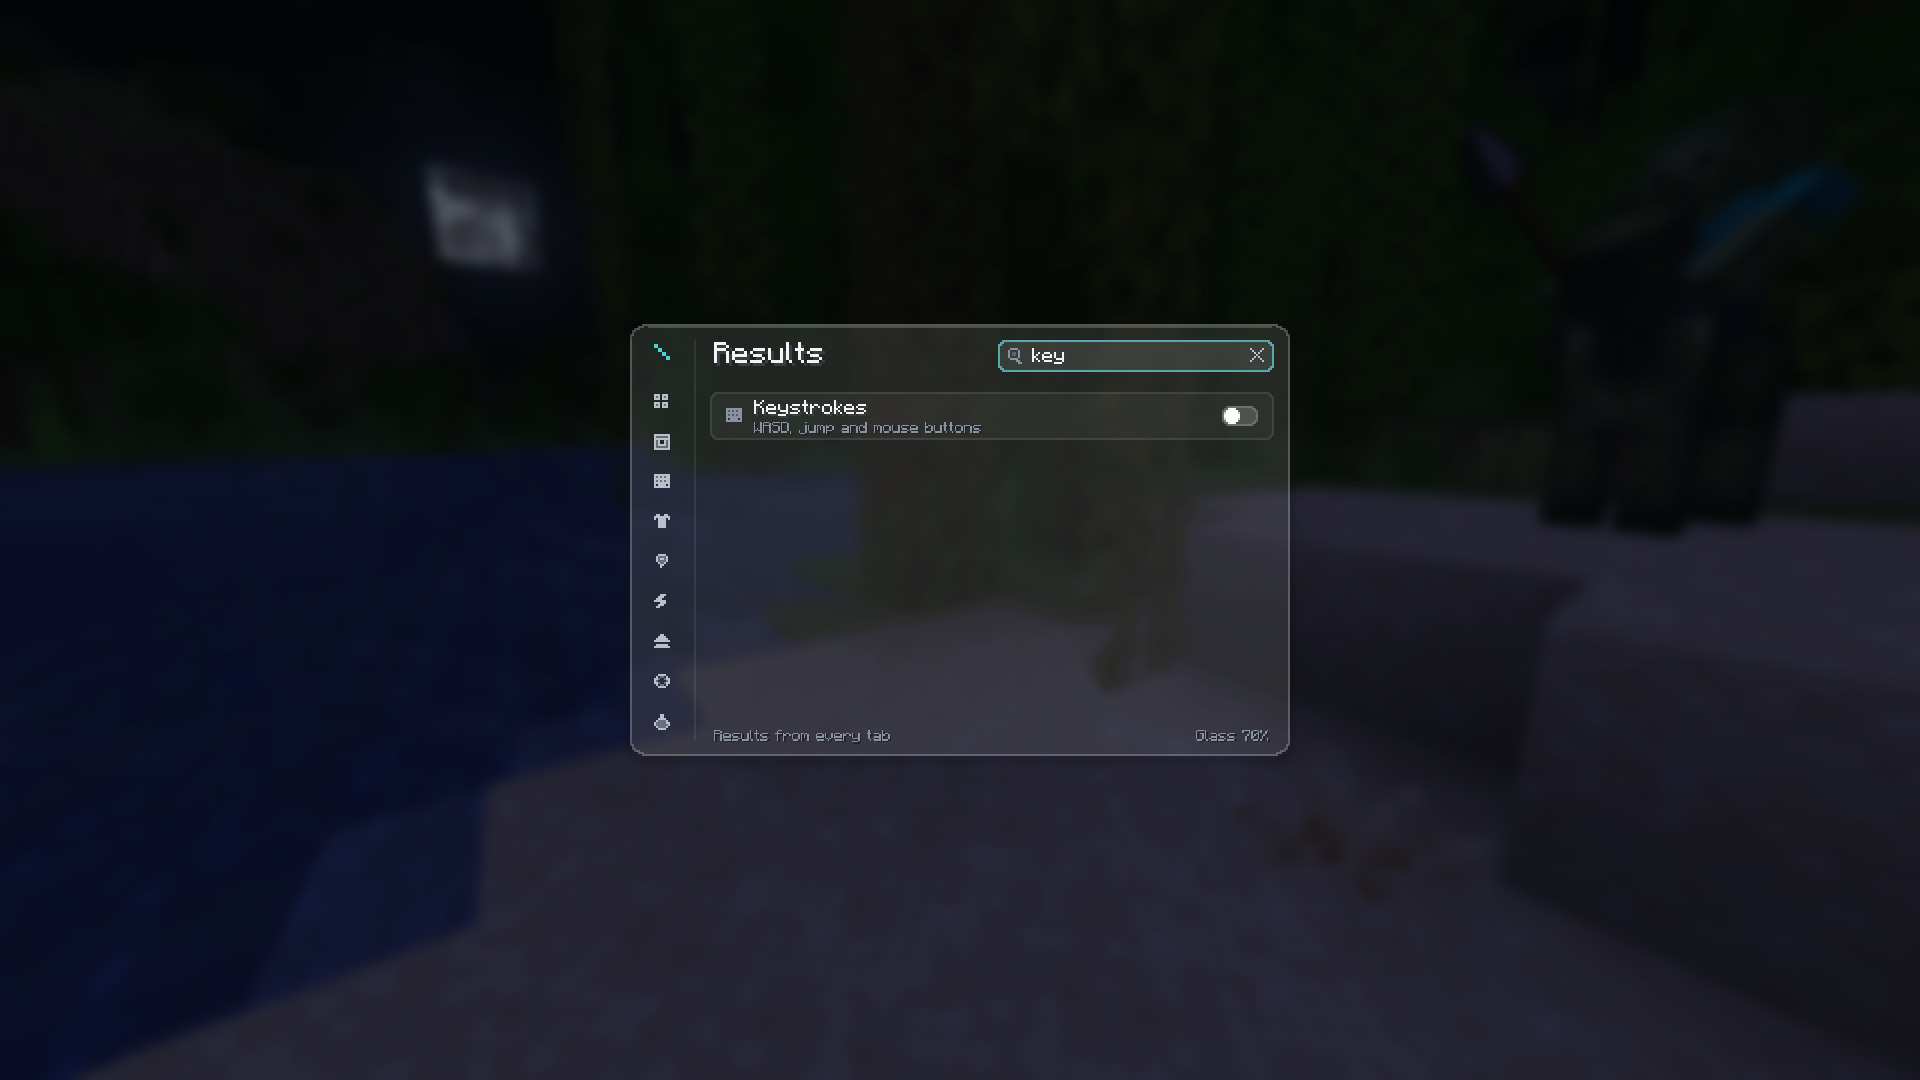 Results
key
Keystrokes
WASD, jump and mouse buttons
Results from every tab
Glass 70%